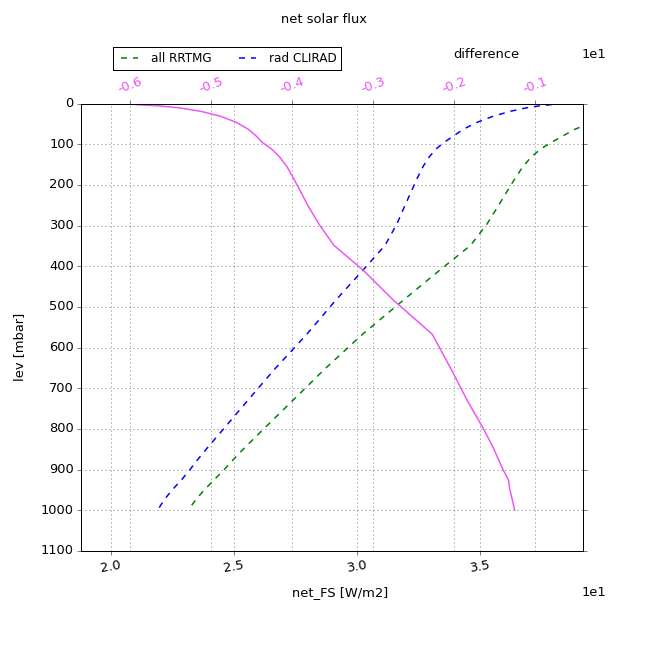 net solar flux
all RRTMG rad CLIRAD
difference 1e1
-0.6 -0.5 -0.4 -0.3 -0.2 -0.1
0
100
200
300
400
500
600
700
800
900
1000
1100
lev [mbar]
2.0 2.5 3.0 3.5
net_FS [W/m2] 1e1